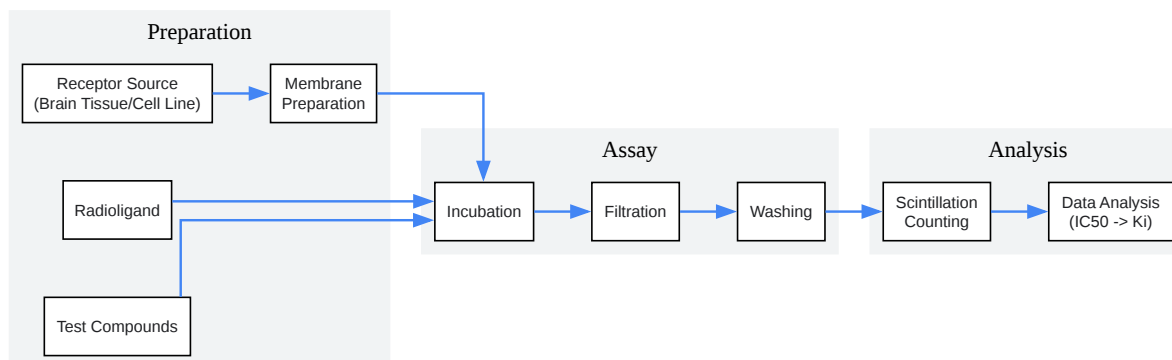 Preparation
Receptor Source
(Brain Tissue/Cell Line)
Membrane
Preparation
Radioligand
Test Compounds
Assay
Incubation
Filtration
Washing
Analysis
Scintillation
Counting
Data Analysis
(IC50 -> Ki)